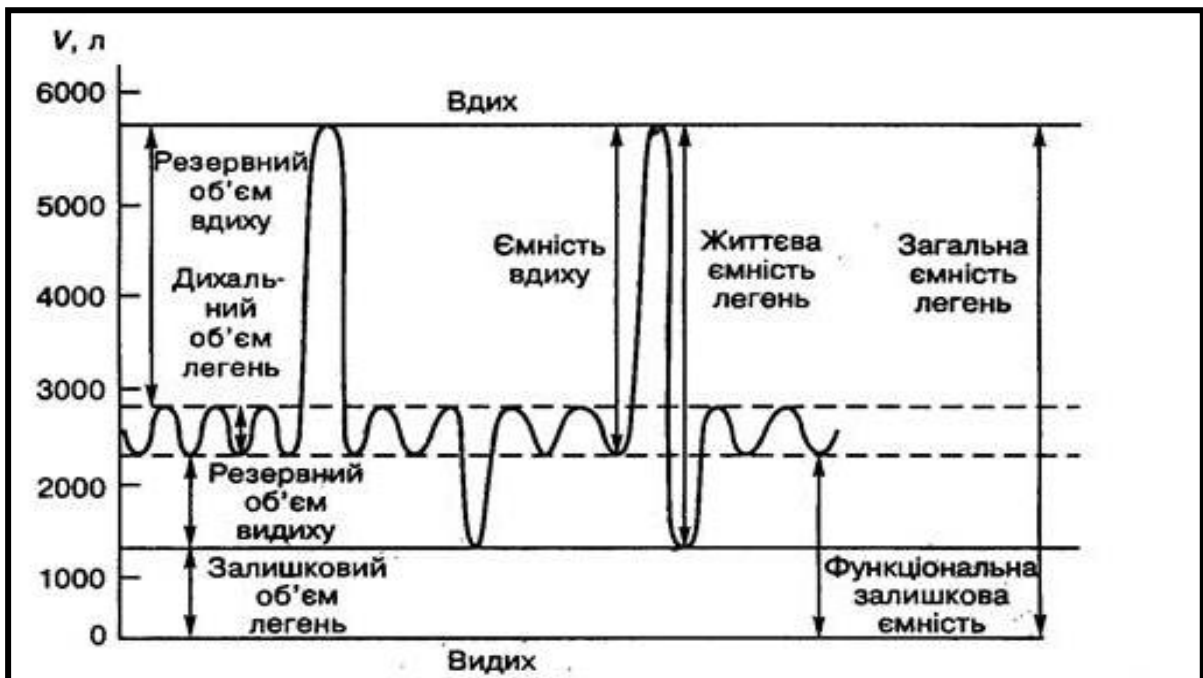 V, л
6000
Вдих
Резервний
об'єм
вдиху
5000
Ємність
вдиху
Життєва
ємність
легень
Загальна
ємність
легень
Дихаль-
ний
об'єм
легень
4000
3000
2000
Резервний
об'єм
видиху
1000
Залишковий
об'єм
легень
Функціональна
залишкова
ємність
0
Видих